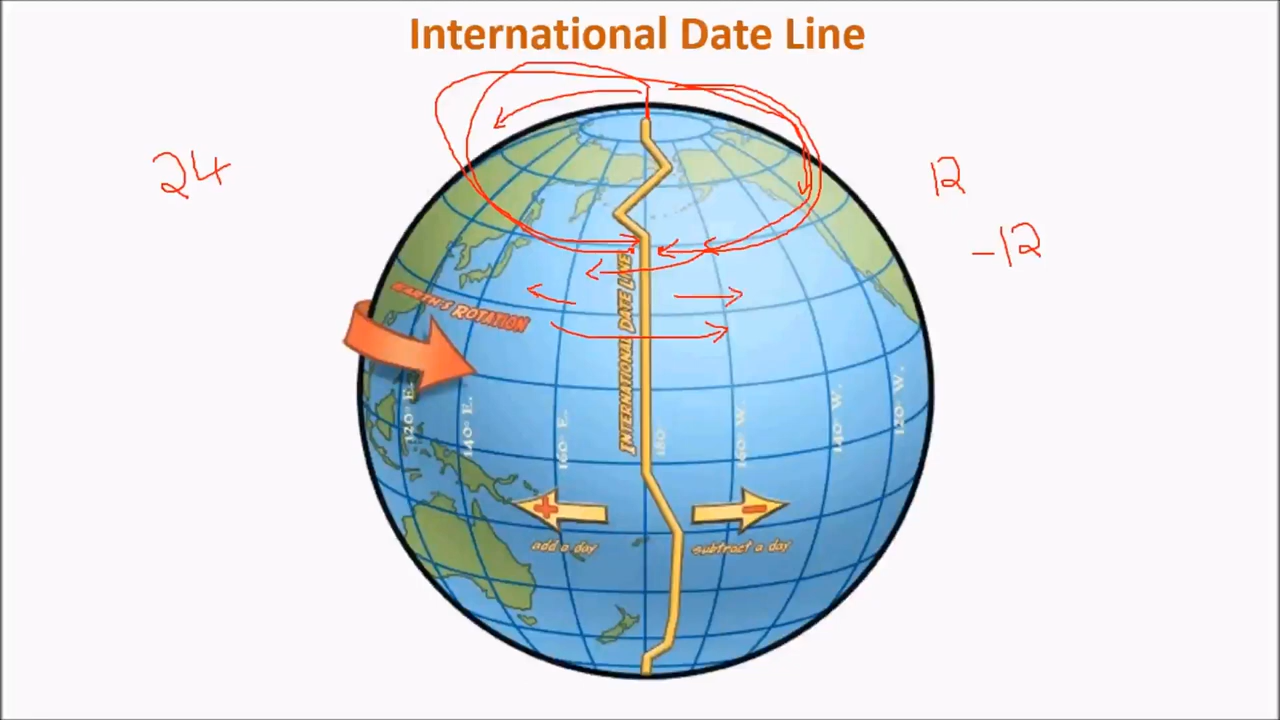 International Date Line
24
12
-12
EARTH'S ROTATION
INTERNATIONAL DATE LINE
120° E.
140° E.
160° E.
180°
160° W.
140° W.
120° W.
+
-
add a day
subtract a day